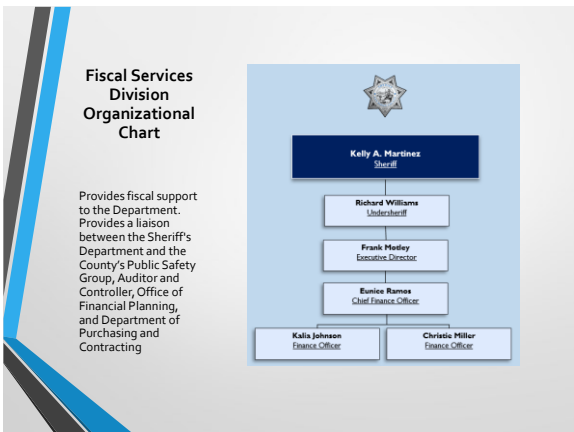 Fiscal Services
Division
Organizational
Chart
Provides fiscal support
to the Department.
Provides a liaison
between the Sheriff's
Department and the
County's Public Safety
Group, Auditor and
Controller, Office of
Financial Planning,
and Department of
Purchasing and
Contracting
Kelly A. Martinez
Sheriff
Richard Williams
Undersheriff
Frank Motley
Executive Director
Eunice Ramos
Chief Finance Officer
Kalia Johnson
Finance Officer
Christie Miller
Finance Officer